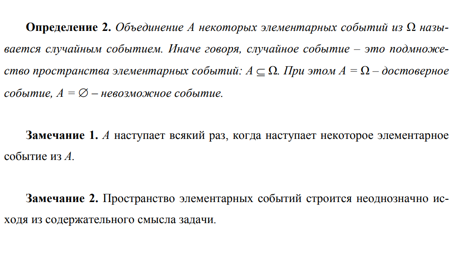 Определение 2. Объединение A некоторых элементарных событий из Ω назы-
вается случайным событием. Иначе говоря, случайное событие – это подмноже-
ство пространства элементарных событий: A ⊆ Ω. При этом A = Ω – достоверное
событие, A = ∅ – невозможное событие.
Замечание 1. A наступает всякий раз, когда наступает некоторое элементарное
событие из A.
Замечание 2. Пространство элементарных событий строится неоднозначно ис-
ходя из содержательного смысла задачи.